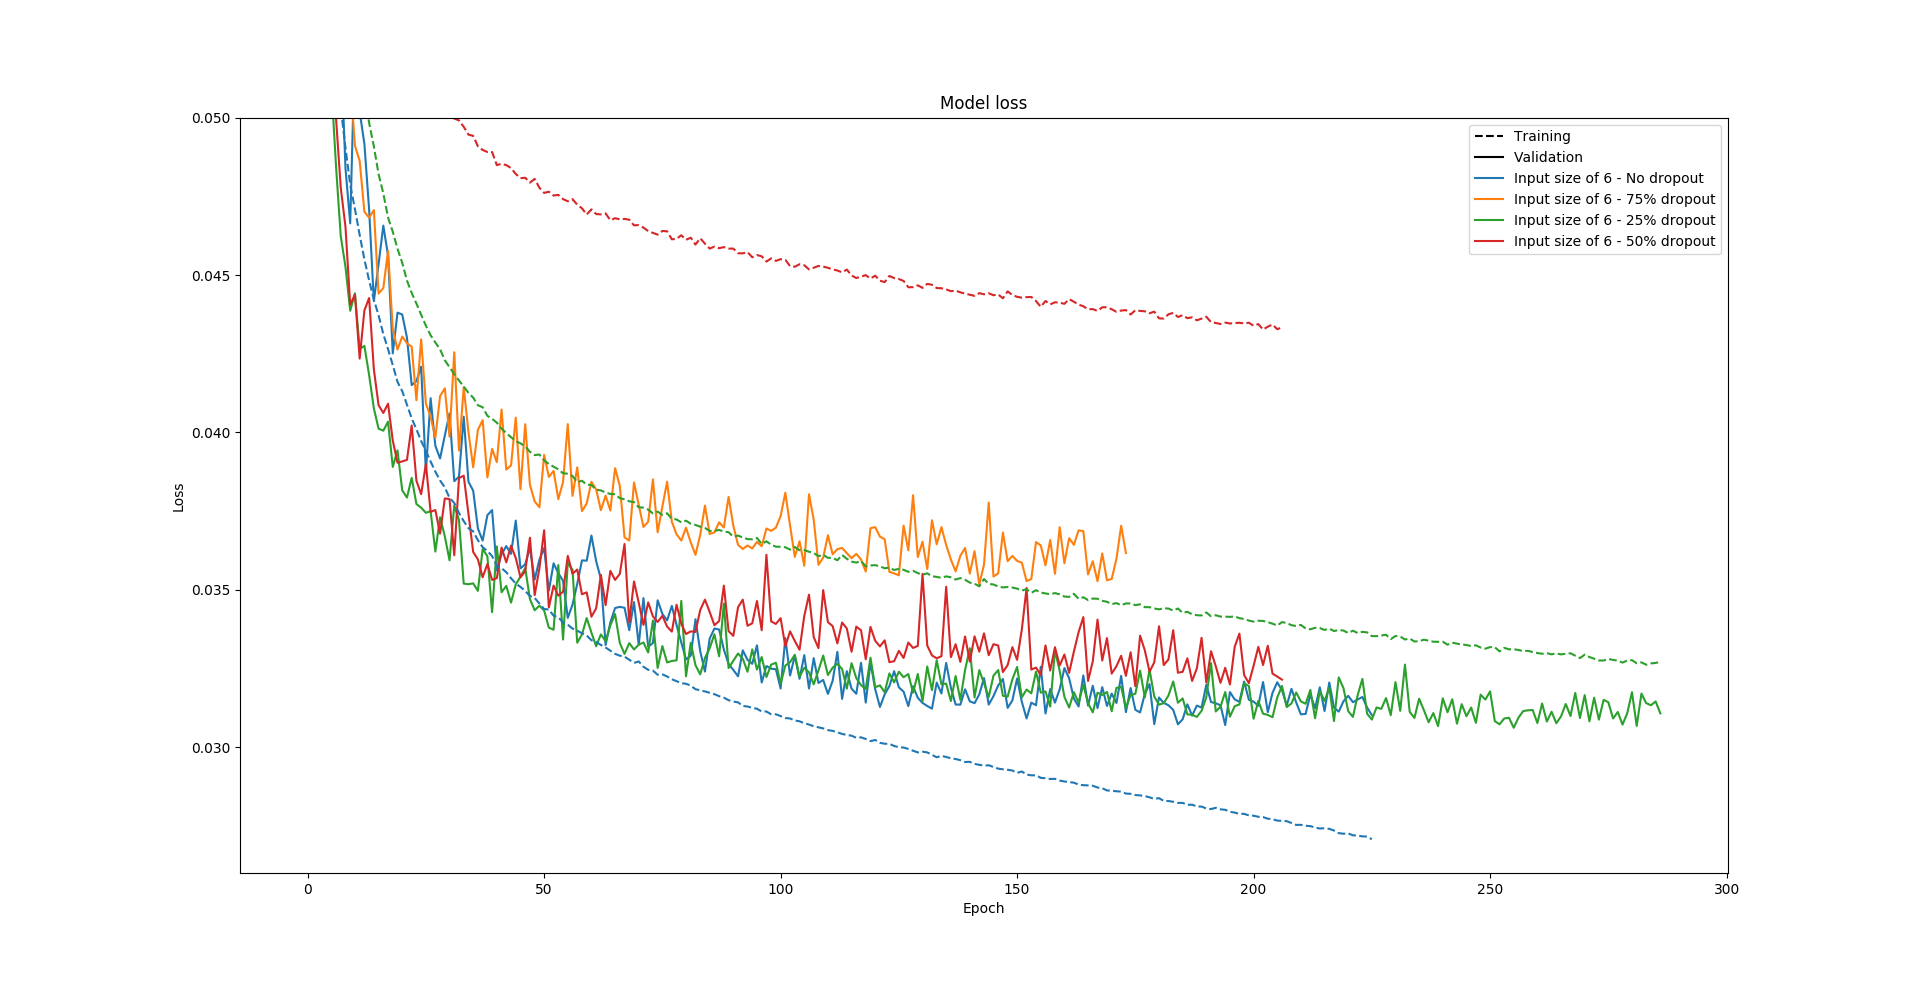 Model loss
0.050
0.045
0.040
0.035
0.030
Loss
0
50
100
150
200
250
300
Epoch
Training
Validation
Input size of 6 - No dropout
Input size of 6 - 75% dropout
Input size of 6 - 25% dropout
Input size of 6 - 50% dropout